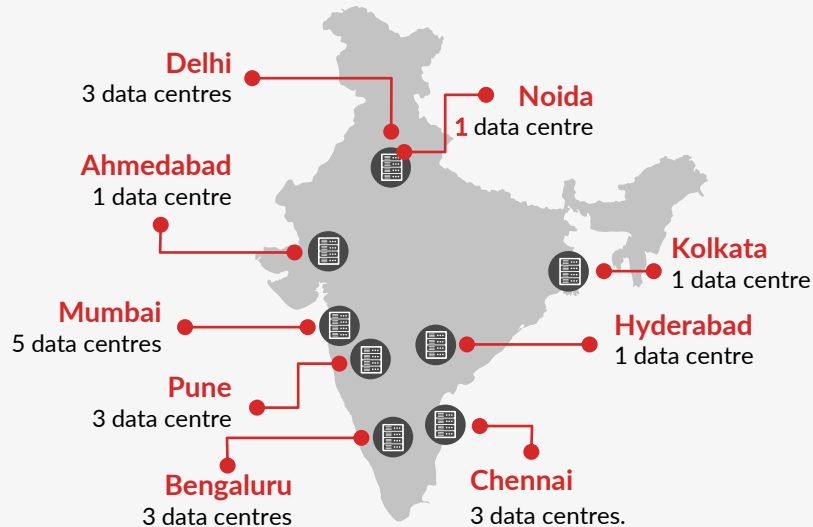 Delhi
3 data centres
Noida
1 data centre
Ahmedabad
1 data centre
Kolkata
1 data centre
Mumbai
5 data centres
Hyderabad
1 data centre
Pune
3 data centre
Bengaluru
3 data centres
Chennai
3 data centres.